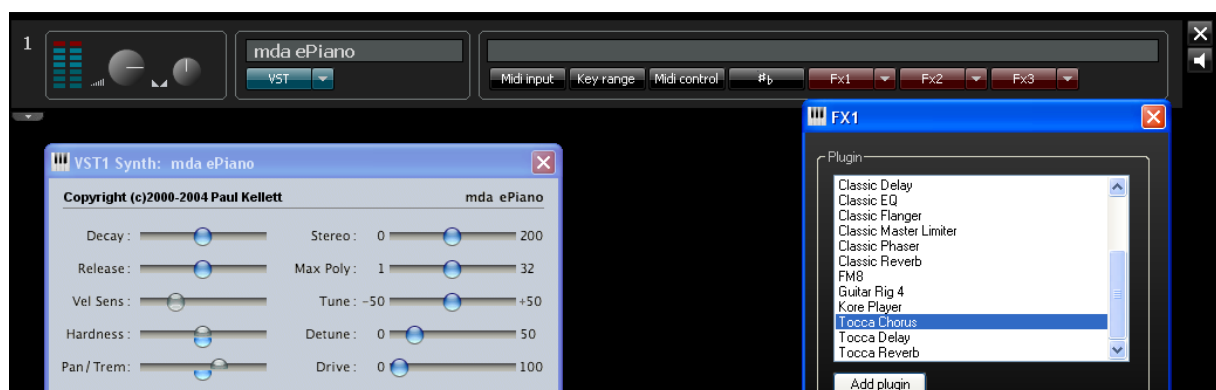 1
mda ePiano
VST
Midi input Key range Midi control #b Fx1 Fx2 Fx3
FX1
Plugin
Classic Delay
Classic EQ
Classic Flanger
Classic Master Limiter
Classic Phaser
Classic Reverb
FM8
Guitar Rig 4
Kore Player
Tocca Chorus
Tocca Delay
Tocca Reverb
Add plugin
VST1 Synth: mda ePiano
Copyright (c)2000-2004 Paul Kellett mda ePiano
Decay: Stereo: 0 200
Release: Max Poly: 1 32
Vel Sens: Tune: -50 +50
Hardness: Detune: 0 50
Pan/Trem: Drive: 0 100